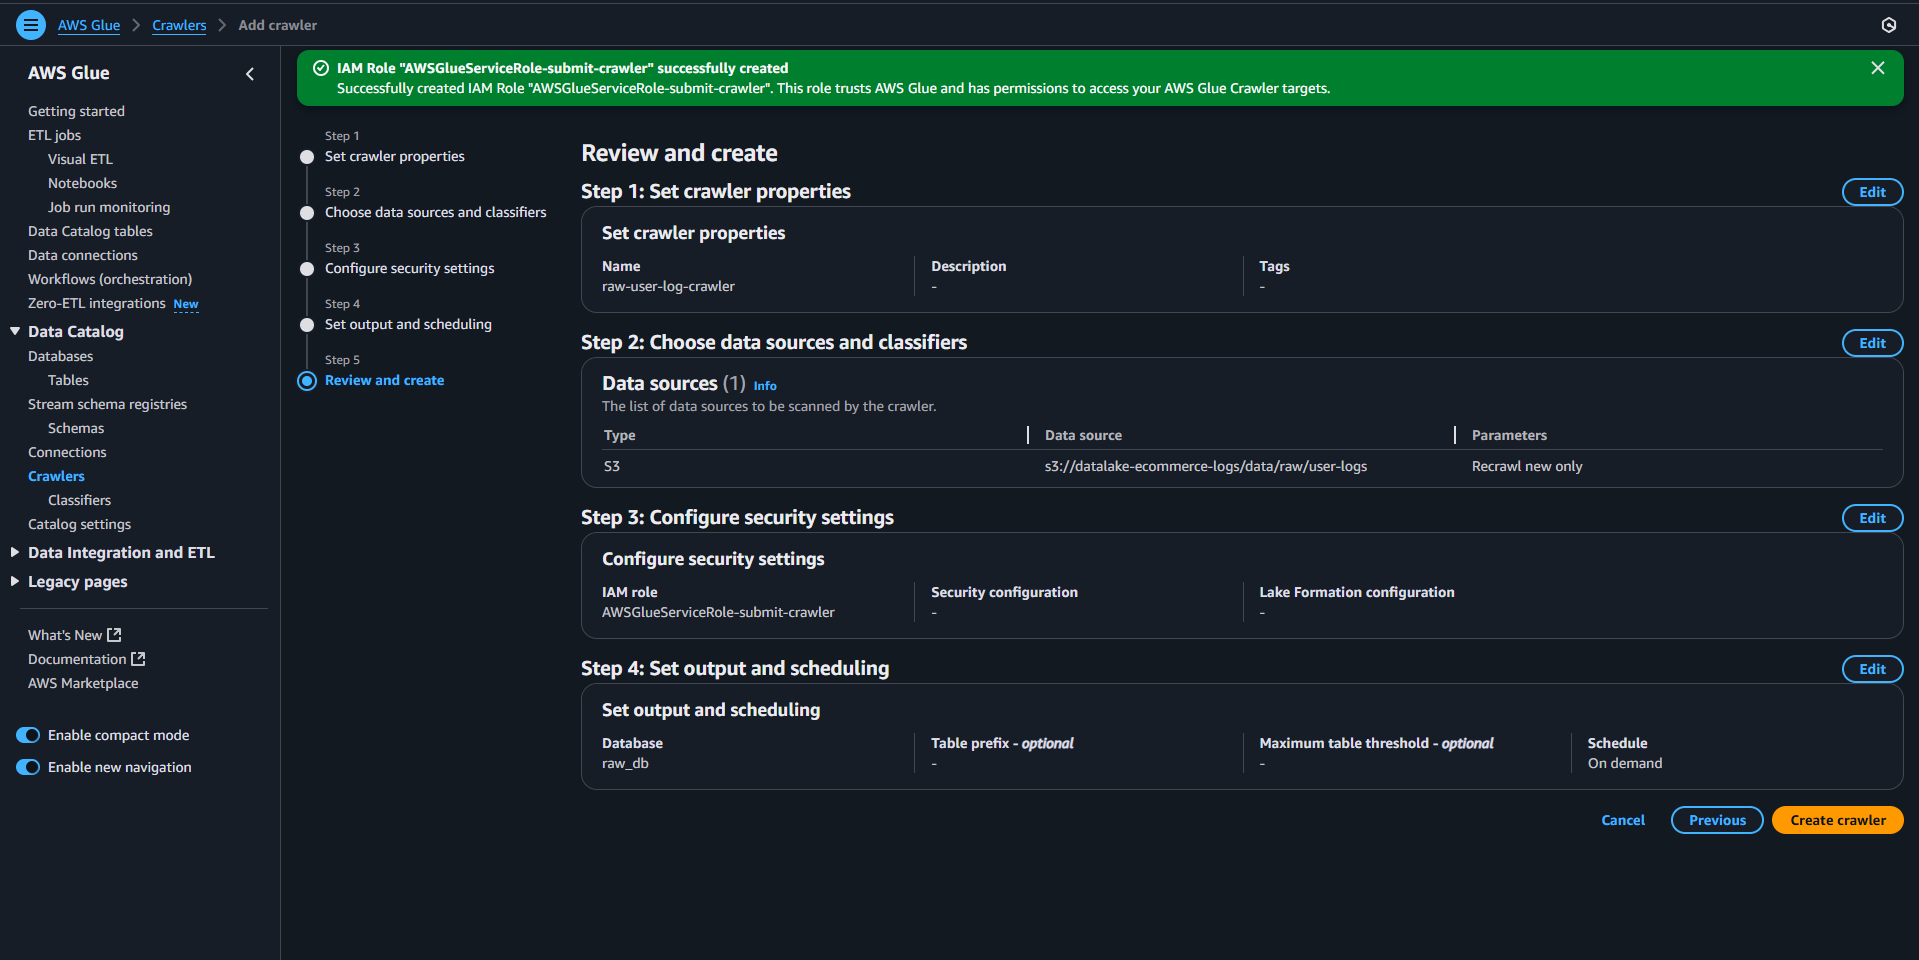 AWS Glue > Crawlers > Add crawler
AWS Glue
Getting started
ETL jobs
Visual ETL
Notebooks
Job run monitoring
Data Catalog tables
Data connections
Workflows (orchestration)
Zero-ETL integrations New
Data Catalog
Databases
Tables
Stream schema registries
Schemas
Connections
Crawlers
Classifiers
Catalog settings
Data Integration and ETL
Legacy pages
What's New
Documentation
AWS Marketplace
Enable compact mode
Enable new navigation
IAM Role "AWSGlueServiceRole-submit-crawler" successfully created
Successfully created IAM Role "AWSGlueServiceRole-submit-crawler". This role trusts AWS Glue and has permissions to access your AWS Glue Crawler targets.
Step 1
Set crawler properties
Step 2
Choose data sources and classifiers
Step 3
Configure security settings
Step 4
Set output and scheduling
Step 5
Review and create
Review and create
Step 1: Set crawler properties Edit
Set crawler properties
Name Description Tags
raw-user-log-crawler - -
Step 2: Choose data sources and classifiers Edit
Data sources (1) Info
The list of data sources to be scanned by the crawler.
Type Data source Parameters
S3 s3://datalake-ecommerce-logs/data/raw/user-logs Recrawl new only
Step 3: Configure security settings Edit
Configure security settings
IAM role Security configuration Lake Formation configuration
AWSGlueServiceRole-submit-crawler - -
Step 4: Set output and scheduling Edit
Set output and scheduling
Database Table prefix - optional Maximum table threshold - optional Schedule
raw_db - - On demand
Cancel Previous Create crawler